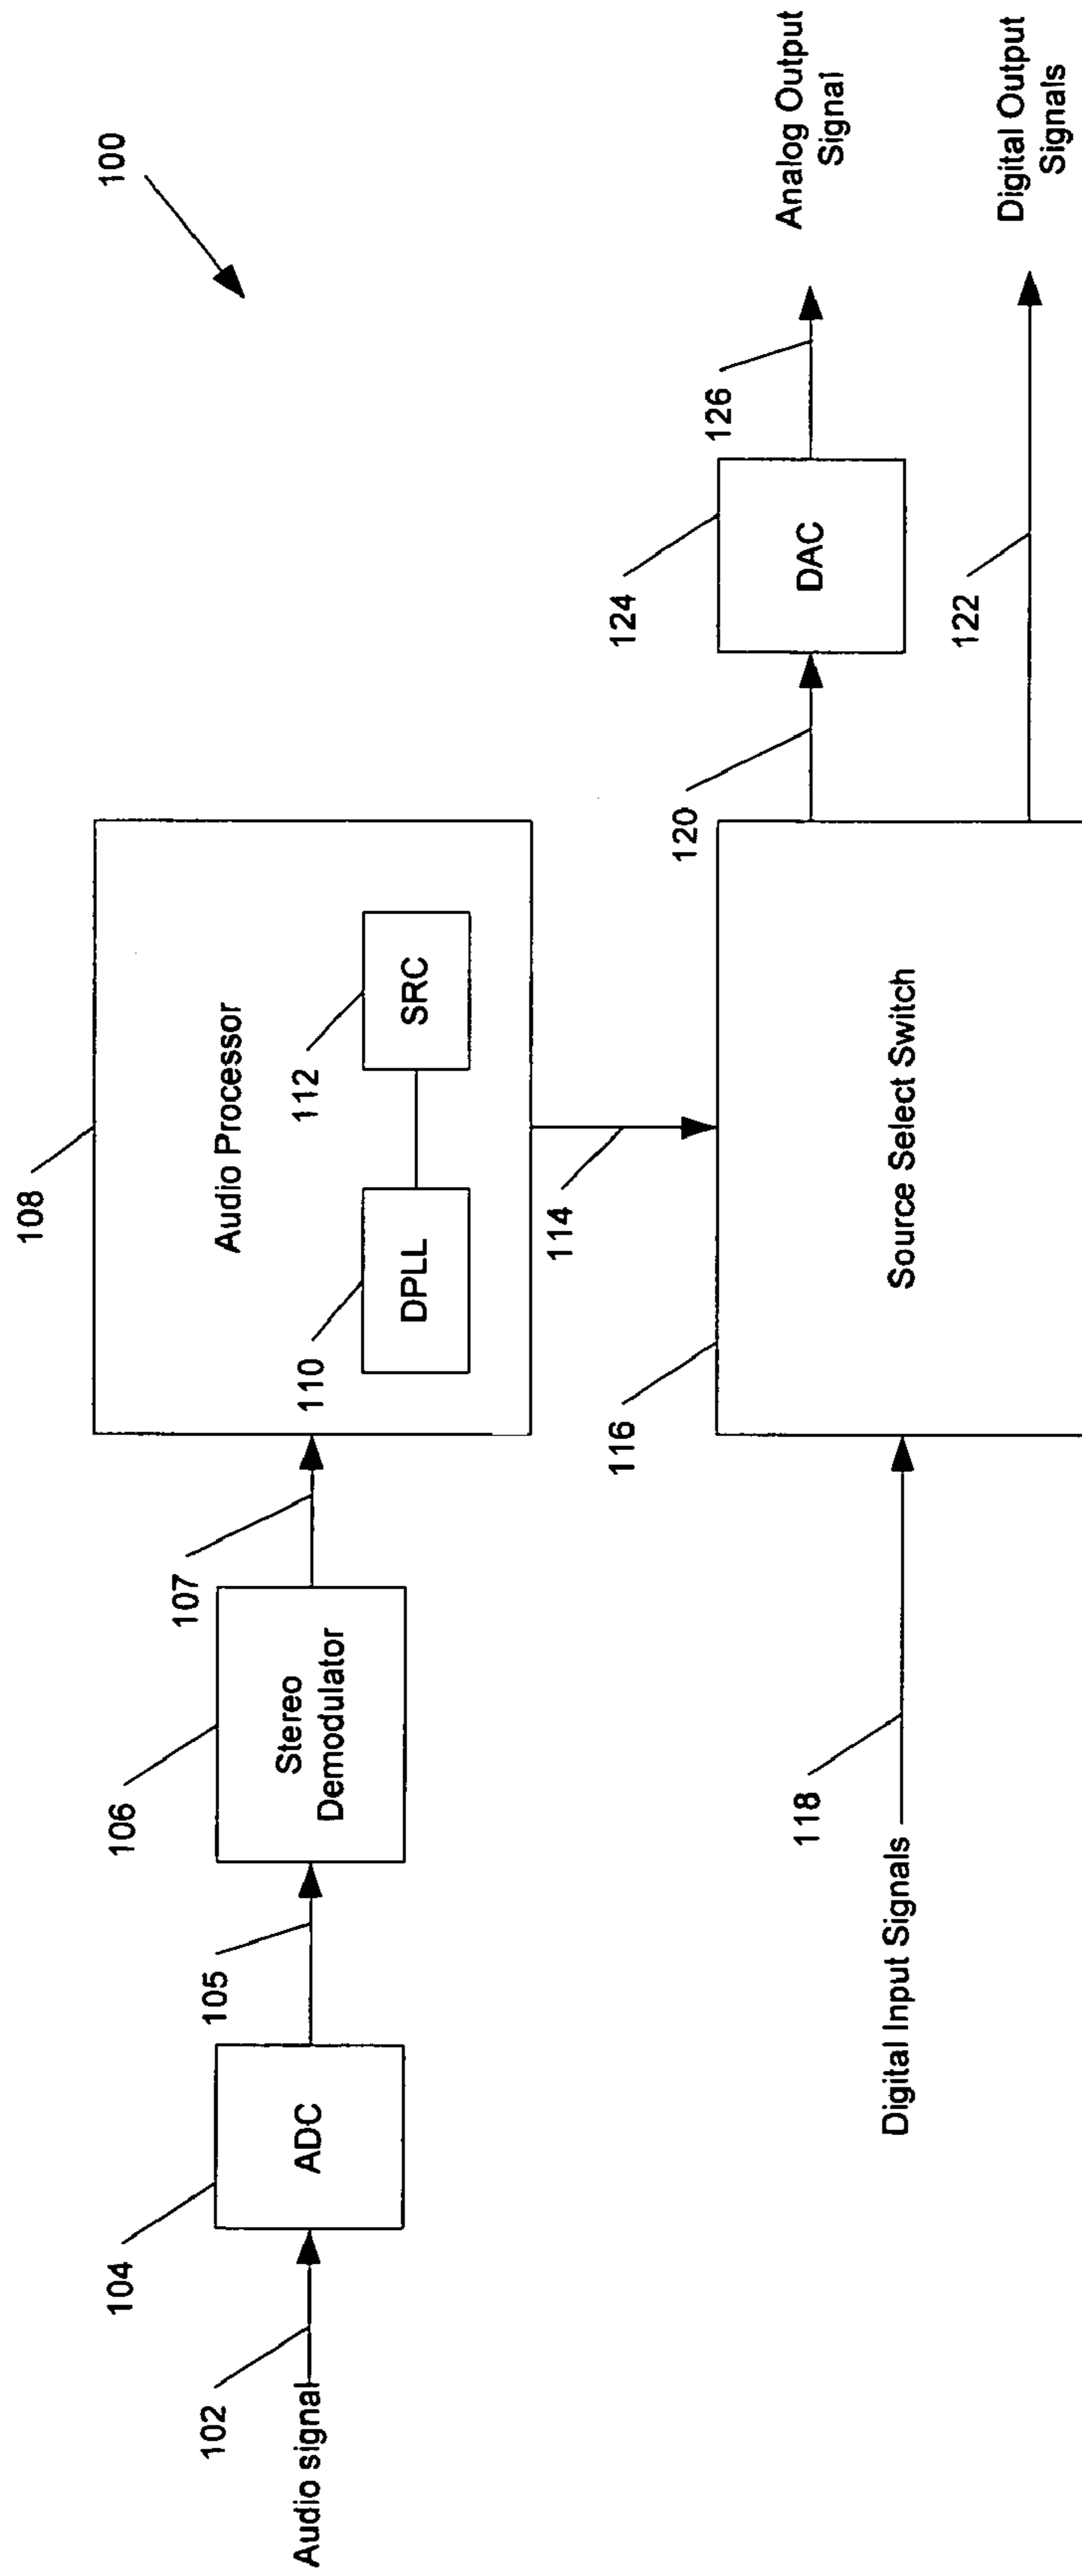 100
108
Audio Processor
110
DPLL
112
SRC
107
106
Stereo
Demodulator
105
104
ADC
102
Audio signal
114
116
Source Select Switch
118
Digital Input Signals
120
124
DAC
126
Analog Output
Signal
122
Digital Output
Signals